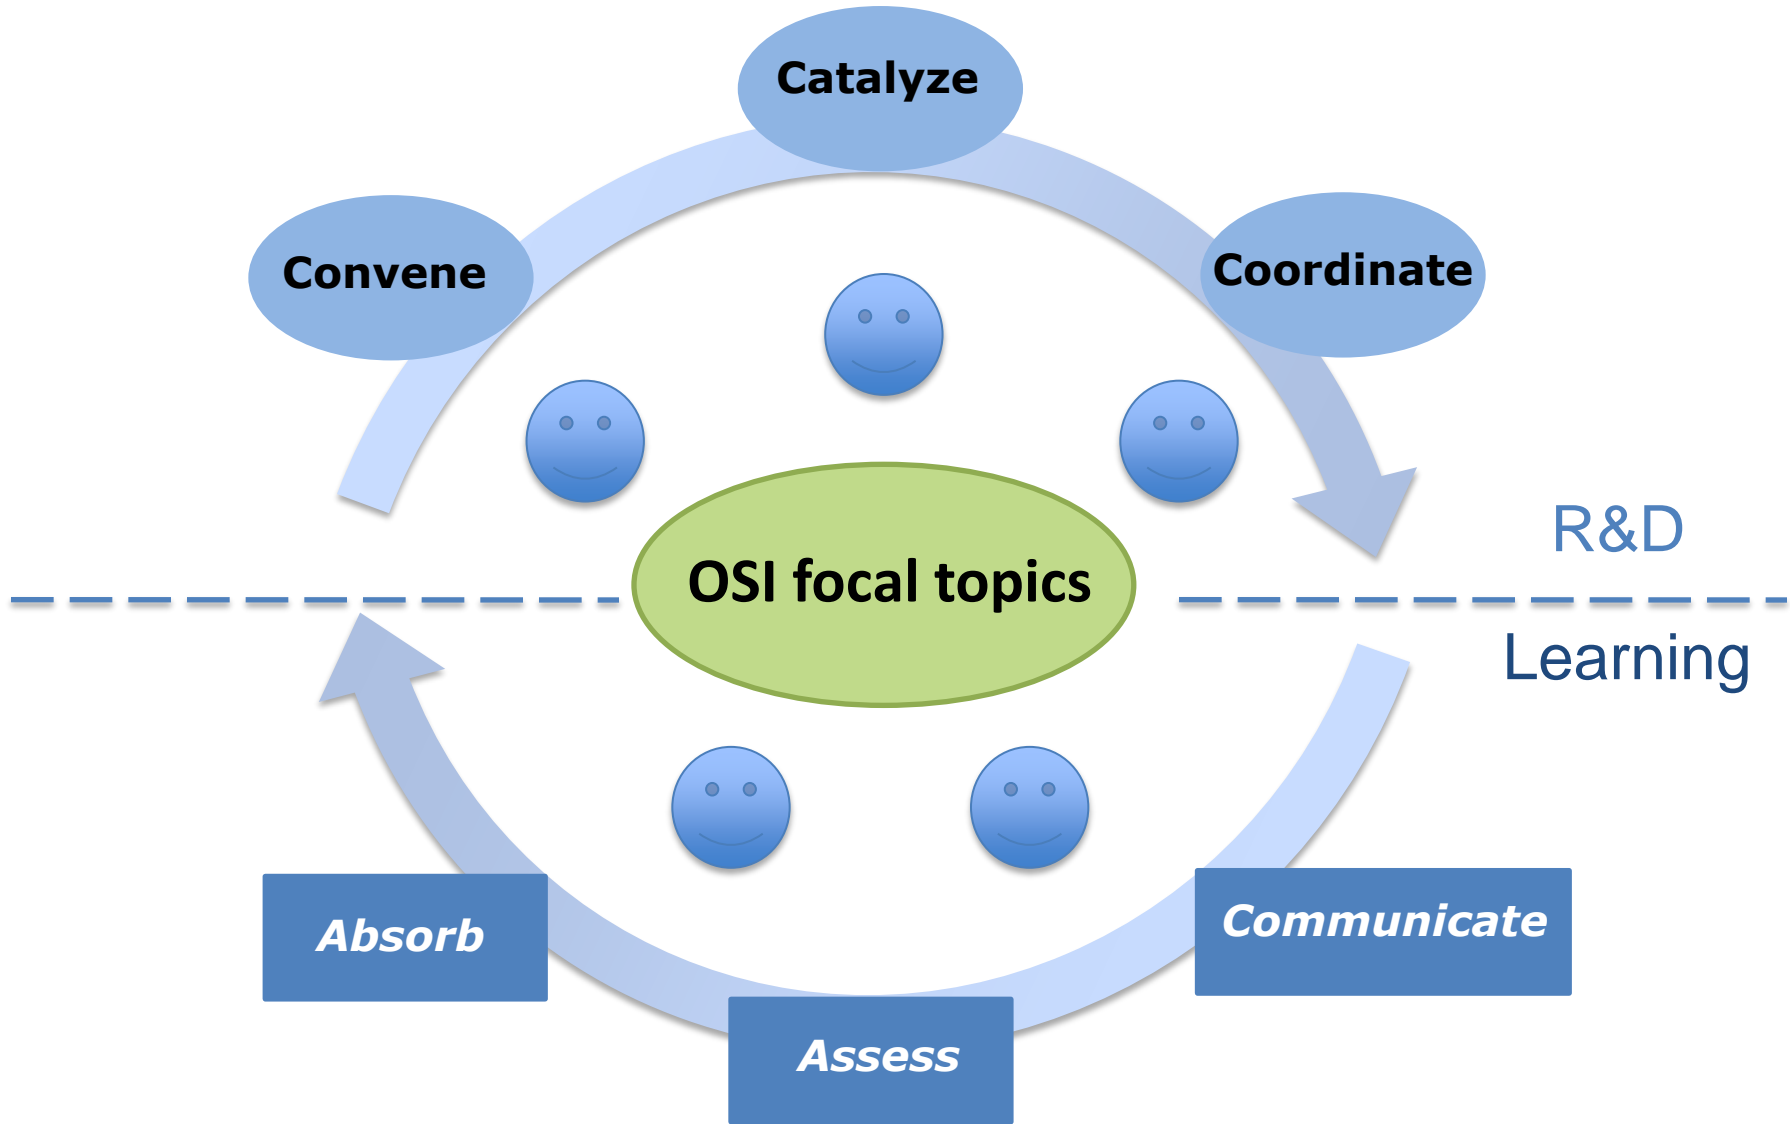 Catalyze
Convene
Coordinate
R&D
OSI focal topics
Learning
Absorb
Communicate
Assess